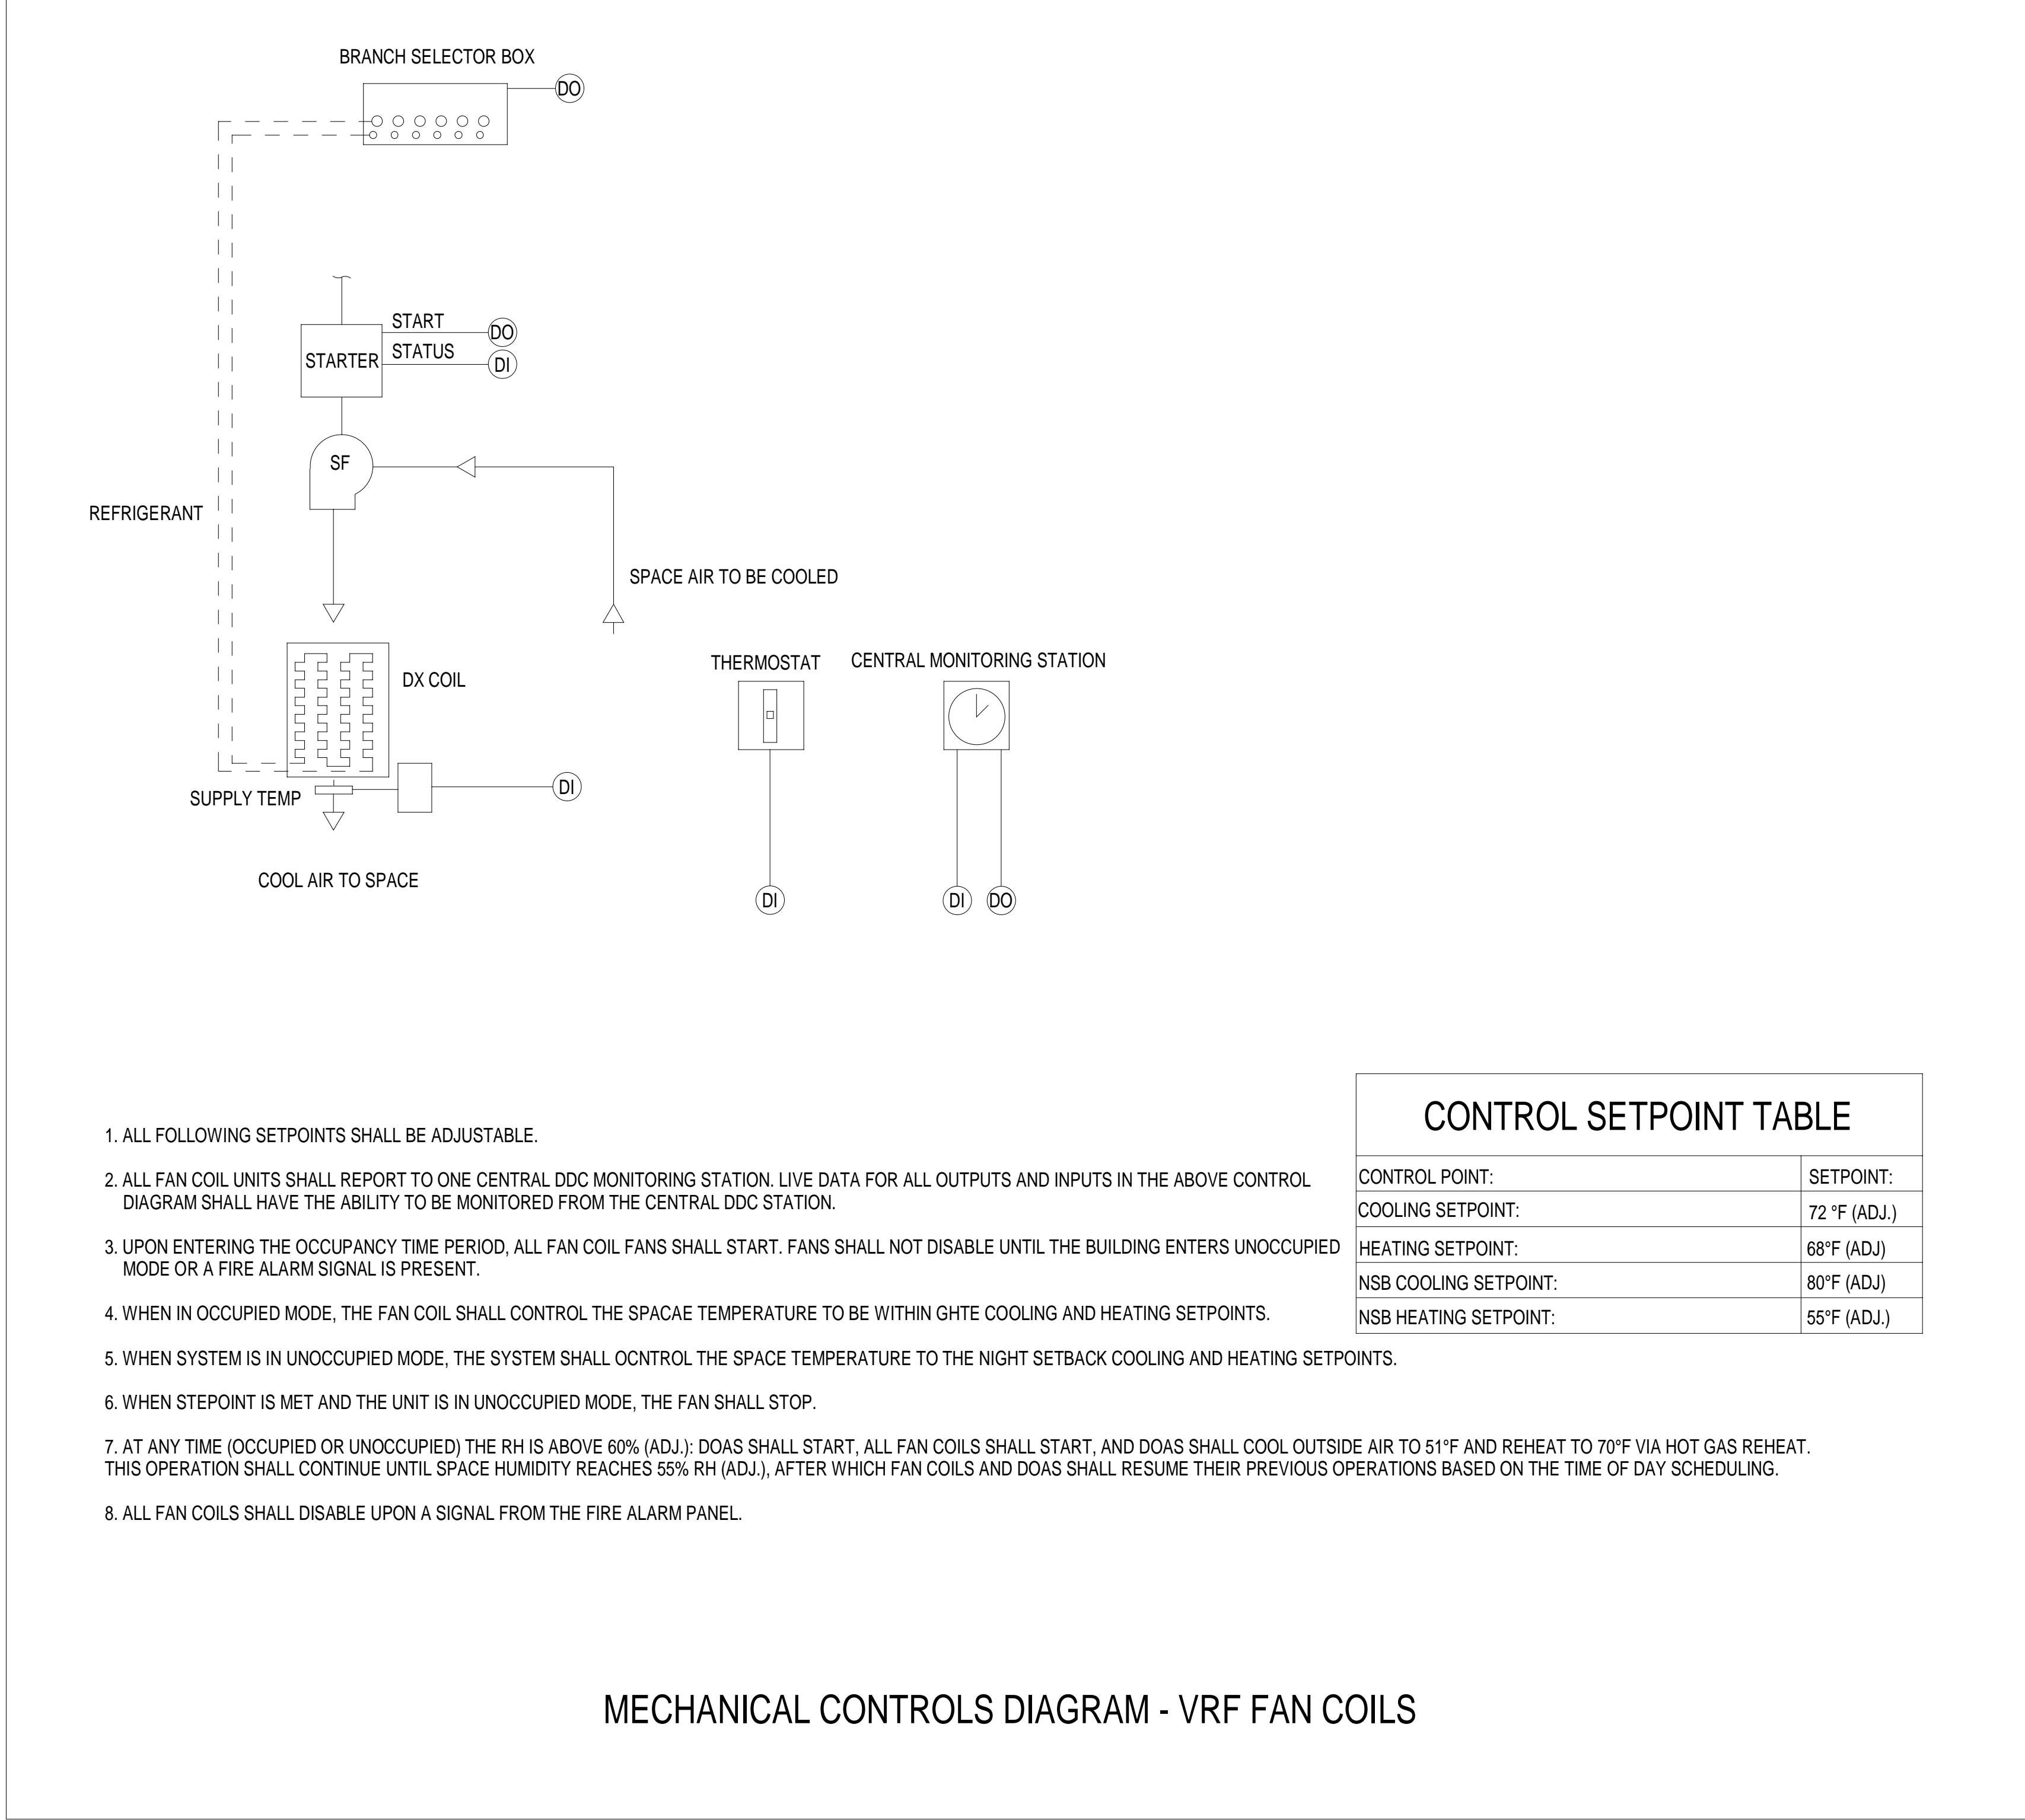 BRANCH SELECTOR BOX
DO
START
DO
STARTER
STATUS
DI
SF
REFRIGERANT
SPACE AIR TO BE COOLED
THERMOSTAT
CENTRAL MONITORING STATION
DX COIL
SUPPLY TEMP
DI
COOL AIR TO SPACE
DI
DI
DO
CONTROL SETPOINT TABLE
CONTROL POINT: SETPOINT:
COOLING SETPOINT: 72 °F (ADJ.)
HEATING SETPOINT: 68°F (ADJ)
NSB COOLING SETPOINT: 80°F (ADJ)
NSB HEATING SETPOINT: 55°F (ADJ.)
1. ALL FOLLOWING SETPOINTS SHALL BE ADJUSTABLE.
2. ALL FAN COIL UNITS SHALL REPORT TO ONE CENTRAL DDC MONITORING STATION. LIVE DATA FOR ALL OUTPUTS AND INPUTS IN THE ABOVE CONTROL
DIAGRAM SHALL HAVE THE ABILITY TO BE MONITORED FROM THE CENTRAL DDC STATION.
3. UPON ENTERING THE OCCUPANCY TIME PERIOD, ALL FAN COIL FANS SHALL START. FANS SHALL NOT DISABLE UNTIL THE BUILDING ENTERS UNOCCUPIED
MODE OR A FIRE ALARM SIGNAL IS PRESENT.
4. WHEN IN OCCUPIED MODE, THE FAN COIL SHALL CONTROL THE SPACAE TEMPERATURE TO BE WITHIN GHTE COOLING AND HEATING SETPOINTS.
5. WHEN SYSTEM IS IN UNOCCUPIED MODE, THE SYSTEM SHALL OCNTROL THE SPACE TEMPERATURE TO THE NIGHT SETBACK COOLING AND HEATING SETPOINTS.
6. WHEN STEPOINT IS MET AND THE UNIT IS IN UNOCCUPIED MODE, THE FAN SHALL STOP.
7. AT ANY TIME (OCCUPIED OR UNOCCUPIED) THE RH IS ABOVE 60% (ADJ.): DOAS SHALL START, ALL FAN COILS SHALL START, AND DOAS SHALL COOL OUTSIDE AIR TO 51°F AND REHEAT TO 70°F VIA HOT GAS REHEAT.
THIS OPERATION SHALL CONTINUE UNTIL SPACE HUMIDITY REACHES 55% RH (ADJ.), AFTER WHICH FAN COILS AND DOAS SHALL RESUME THEIR PREVIOUS OPERATIONS BASED ON THE TIME OF DAY SCHEDULING.
8. ALL FAN COILS SHALL DISABLE UPON A SIGNAL FROM THE FIRE ALARM PANEL.
MECHANICAL CONTROLS DIAGRAM - VRF FAN COILS